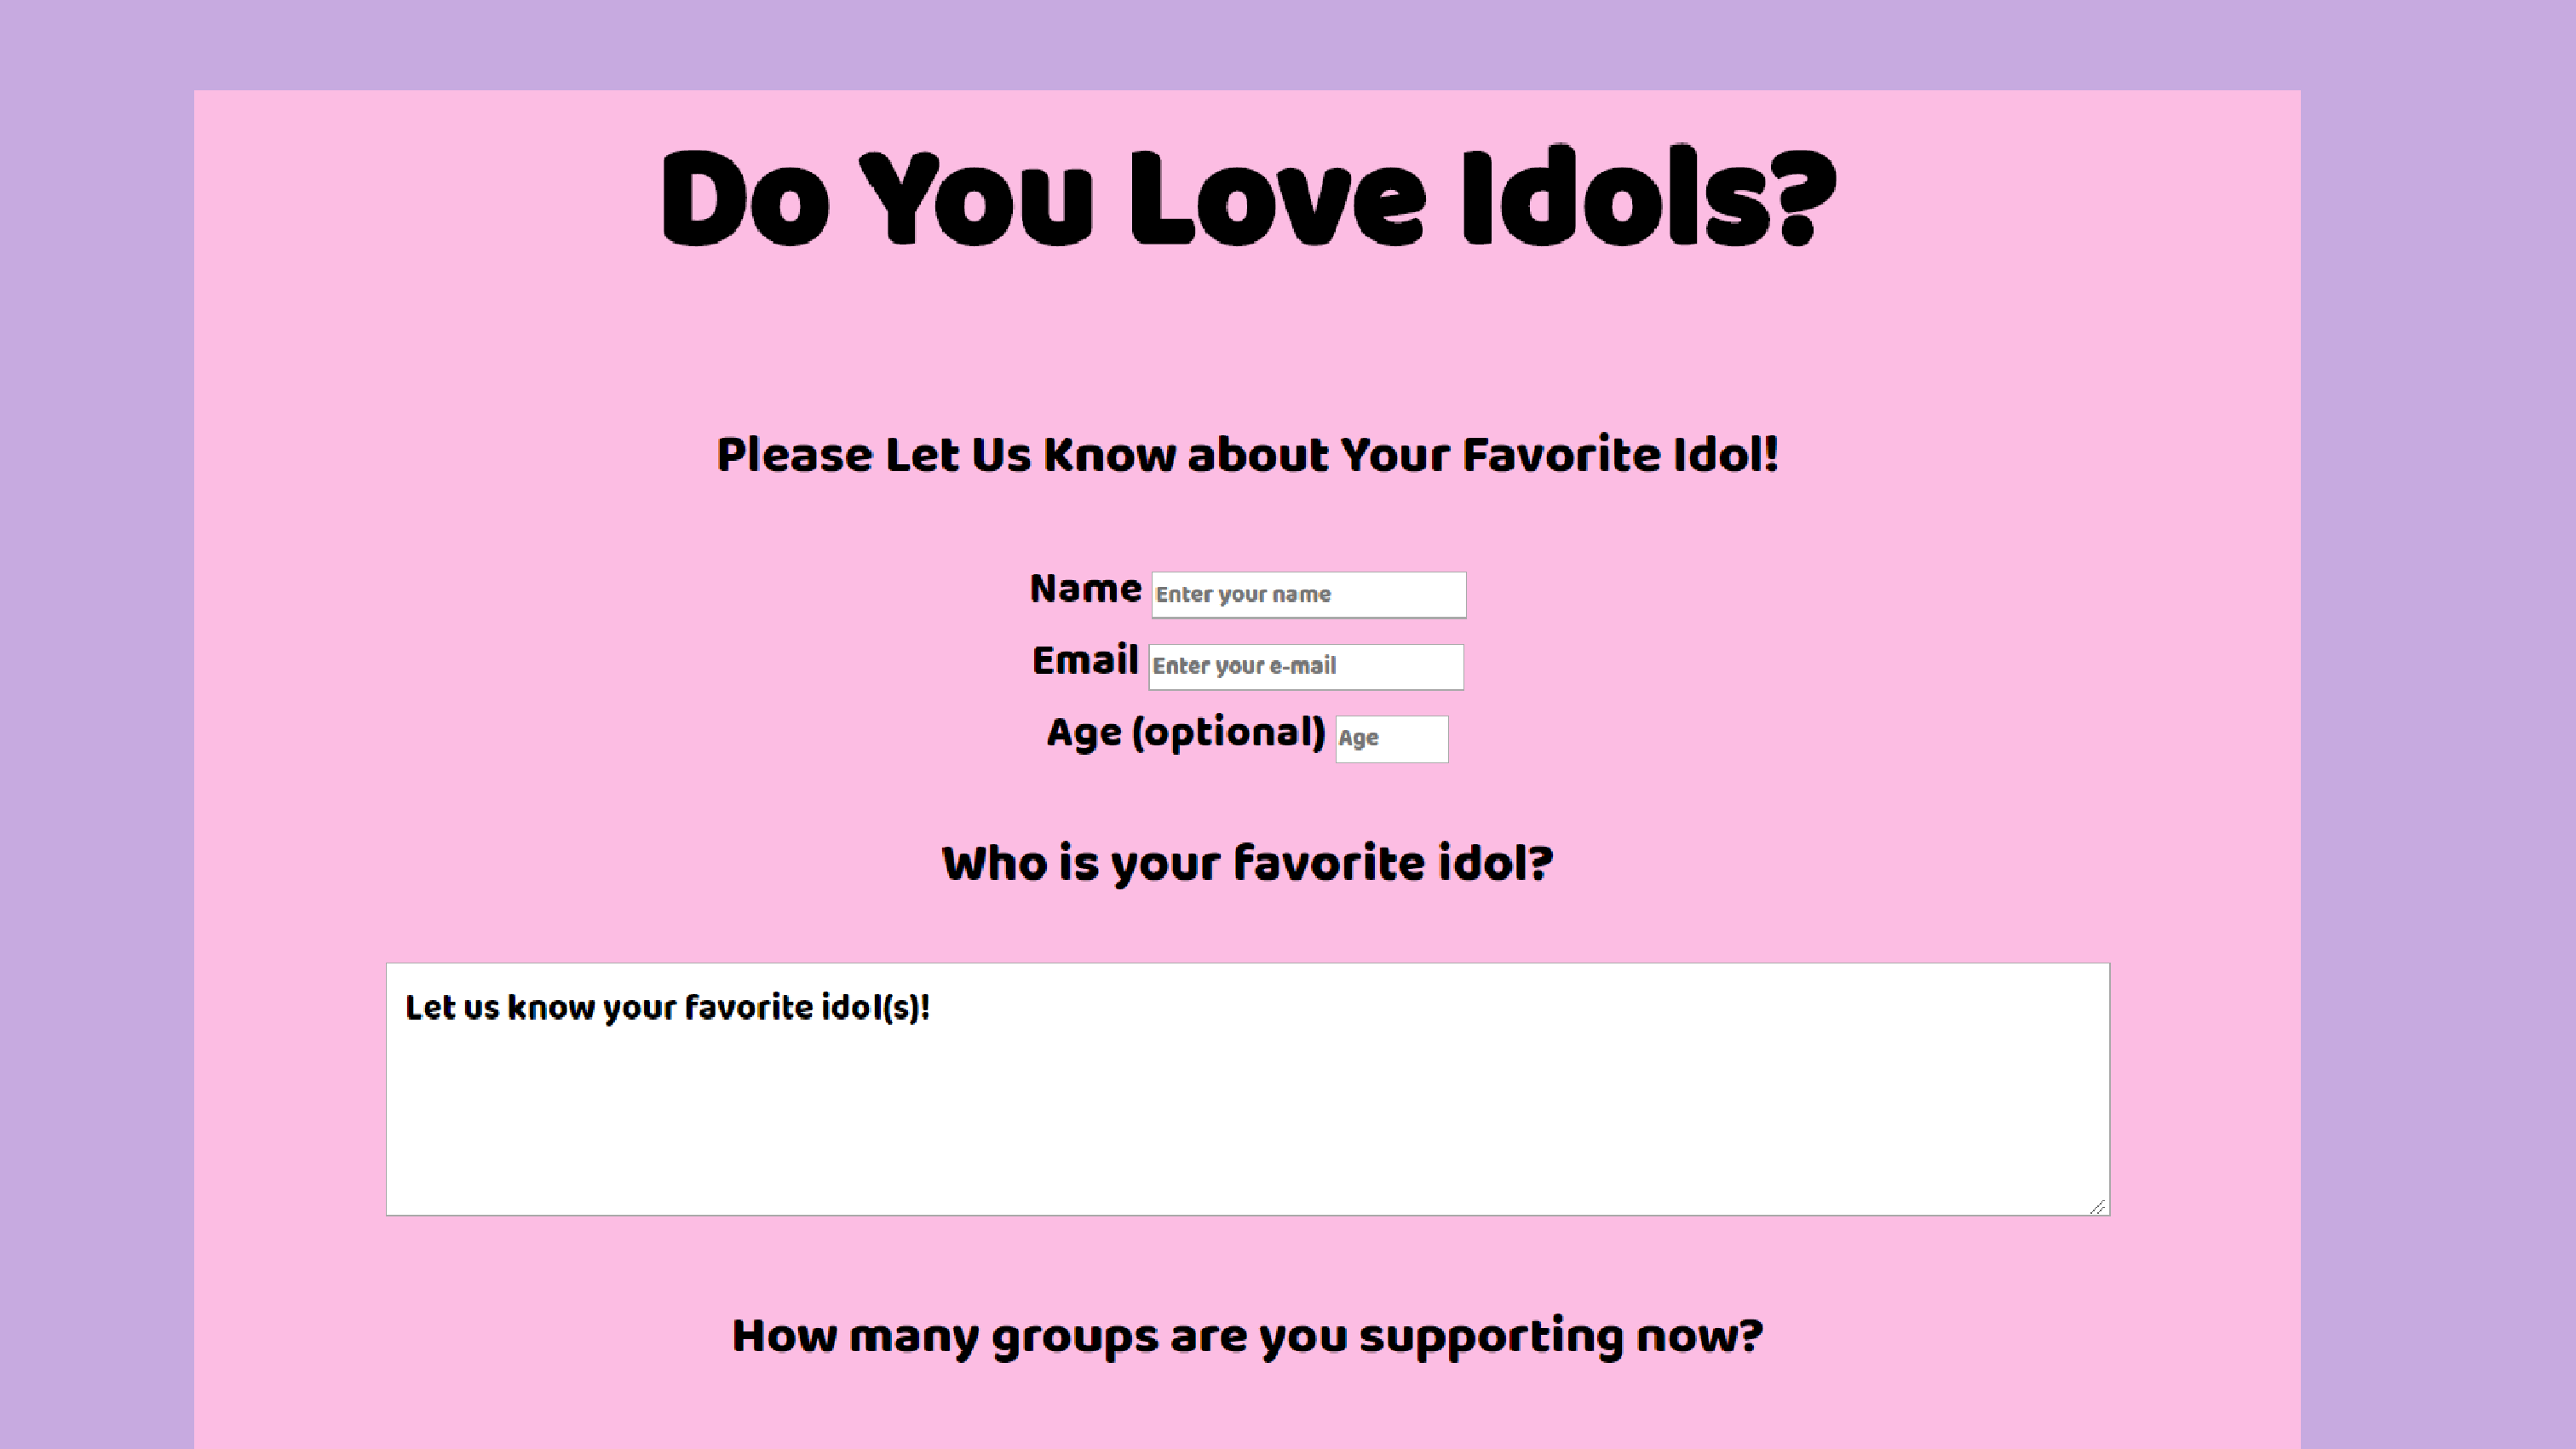 Do You Love Idols?
Please Let Us Know about Your Favorite Idol!
Name Enter your name
Email Enter your e-mail
Age (optional) Age
Who is your favorite idol?
Let us know your favorite idol(s)!
How many groups are you supporting now?